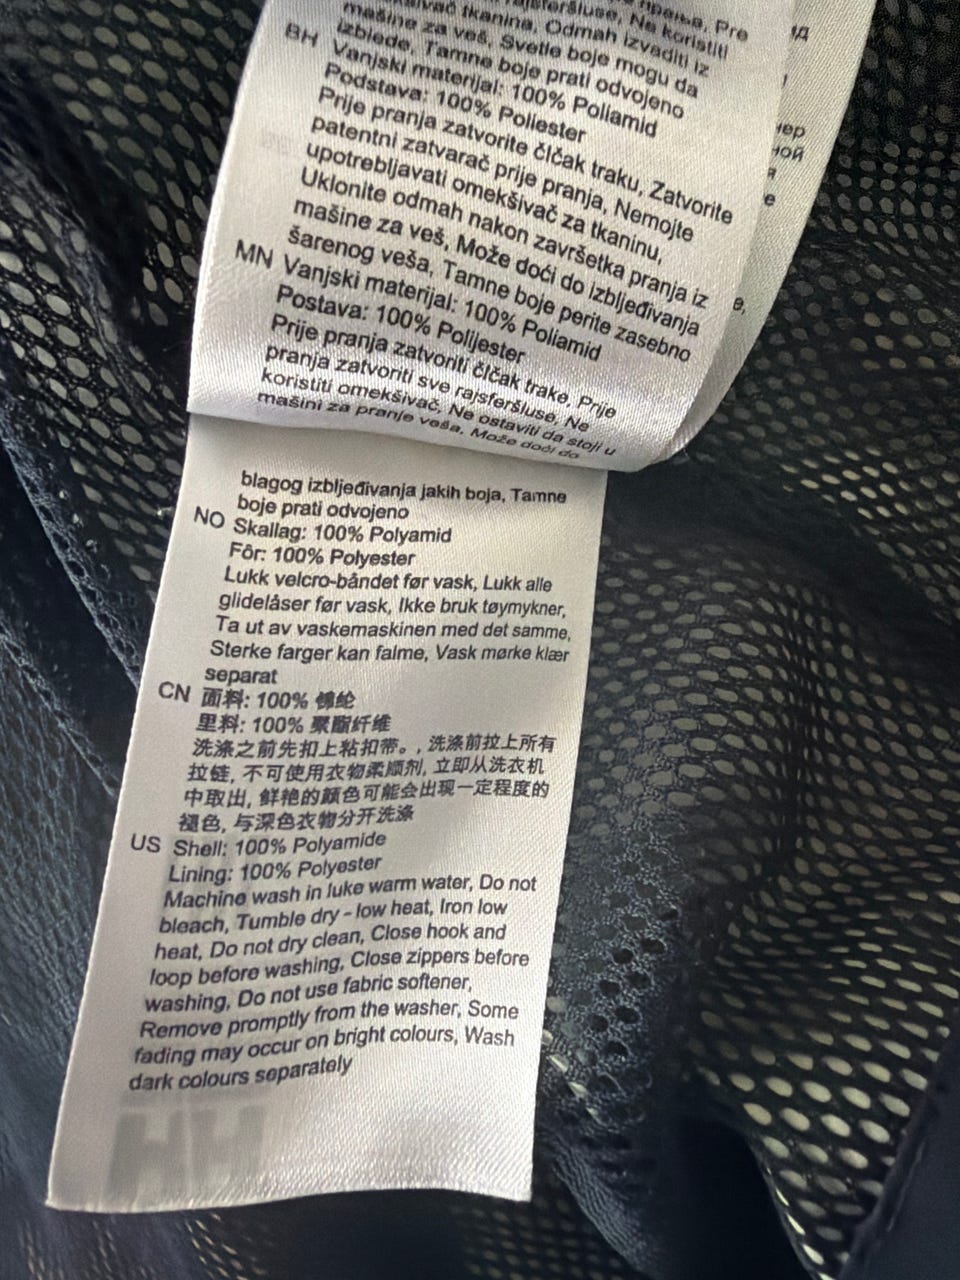 прања, Pre
tkanina, Odmah izvaditi iz
mašine za veš, Svetle boje mogu da
izblede, Tamne boje prati odvojeno
BH Vanjski materijal: 100% Poliamid
Podstava: 100% Poliester
Prije pranja zatvorite čičak traku, Zatvorite
patentni zatvarač prije pranja, Nemojte
upotrebljavati omekšivač za tkaninu,
Uklonite odmah nakon završetka pranja iz
mašine za veš, Može doći do izbljeđivanja
šarenog veša, Tamne boje perite zasebno
MN Vanjski materijal: 100% Poliamid
Postava: 100% Polijester
Prije pranja zatvoriti čičak trake, Prije
pranja zatvoriti sve rajsferšluse, Ne
koristiti omekšivač, Ne ostaviti da stoji u
mašini za pranje veša, Može doći do
blagog izbljeđivanja jakih boja, Tamne
boje prati odvojeno
NO Skallag: 100% Polyamid
Fôr: 100% Polyester
Lukk velcro-båndet før vask, Lukk alle
glidelåser før vask, Ikke bruk tøymykner,
Ta ut av vaskemaskinen med det samme,
Sterke farger kan falme, Vask mørke klær
separat
CN 面料: 100% 锦纶
里料: 100% 聚酯纤维
洗涤之前先扣上粘扣带。, 洗涤前拉上所有
拉链, 不可使用衣物柔顺剂, 立即从洗衣机
中取出, 鲜艳的颜色可能会出现一定程度的
褪色, 与深色衣物分开洗涤
US Shell: 100% Polyamide
Lining: 100% Polyester
Machine wash in luke warm water, Do not
bleach, Tumble dry - low heat, Iron low
heat, Do not dry clean, Close hook and
loop before washing, Close zippers before
washing, Do not use fabric softener,
Remove promptly from the washer, Some
fading may occur on bright colours, Wash
dark colours separately
HH